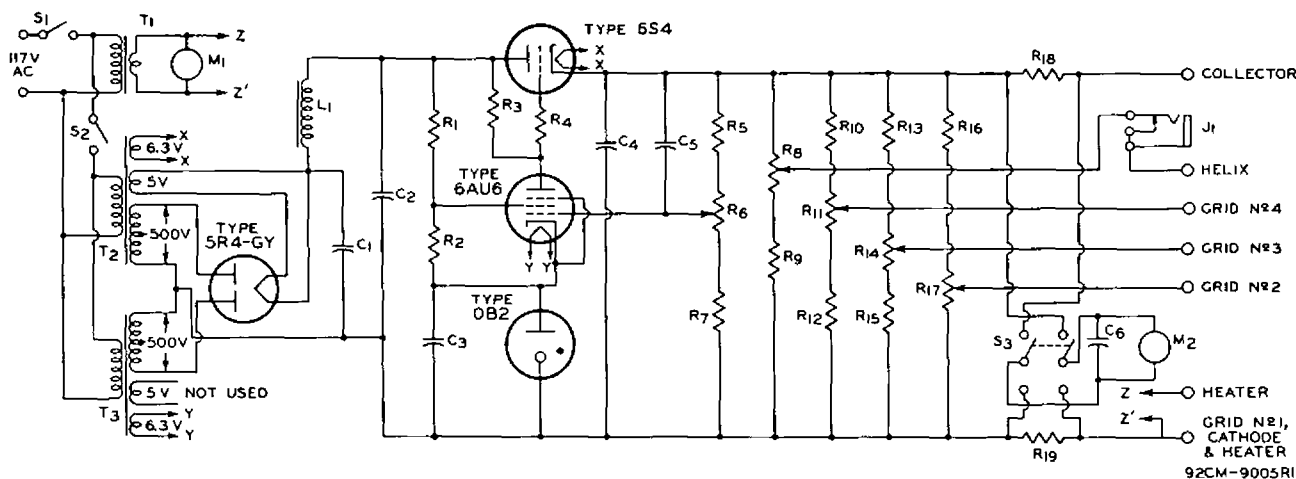 S1
T1
Z
117V
AC
M1
Z'
S2
X
6.3V
X
5V
500V
T2
TYPE
5R4-GY
500V
5V NOT USED
T3
Y
6.3V
Y
L1
C1
C2
TYPE 6S4
X
X
R1
R3
R4
TYPE
6AU6
R2
Y Y
TYPE
OB2
C3
C4
C5
R5
R6
R7
R8
R9
R10
R11
R12
R13
R14
R15
R16
R17
R18
COLLECTOR
J1
HELIX
GRID Nº4
GRID Nº3
GRID Nº2
S3
C6
M2
Z
HEATER
Z'
R19
GRID Nº1,
CATHODE
& HEATER
92CM-9005R1